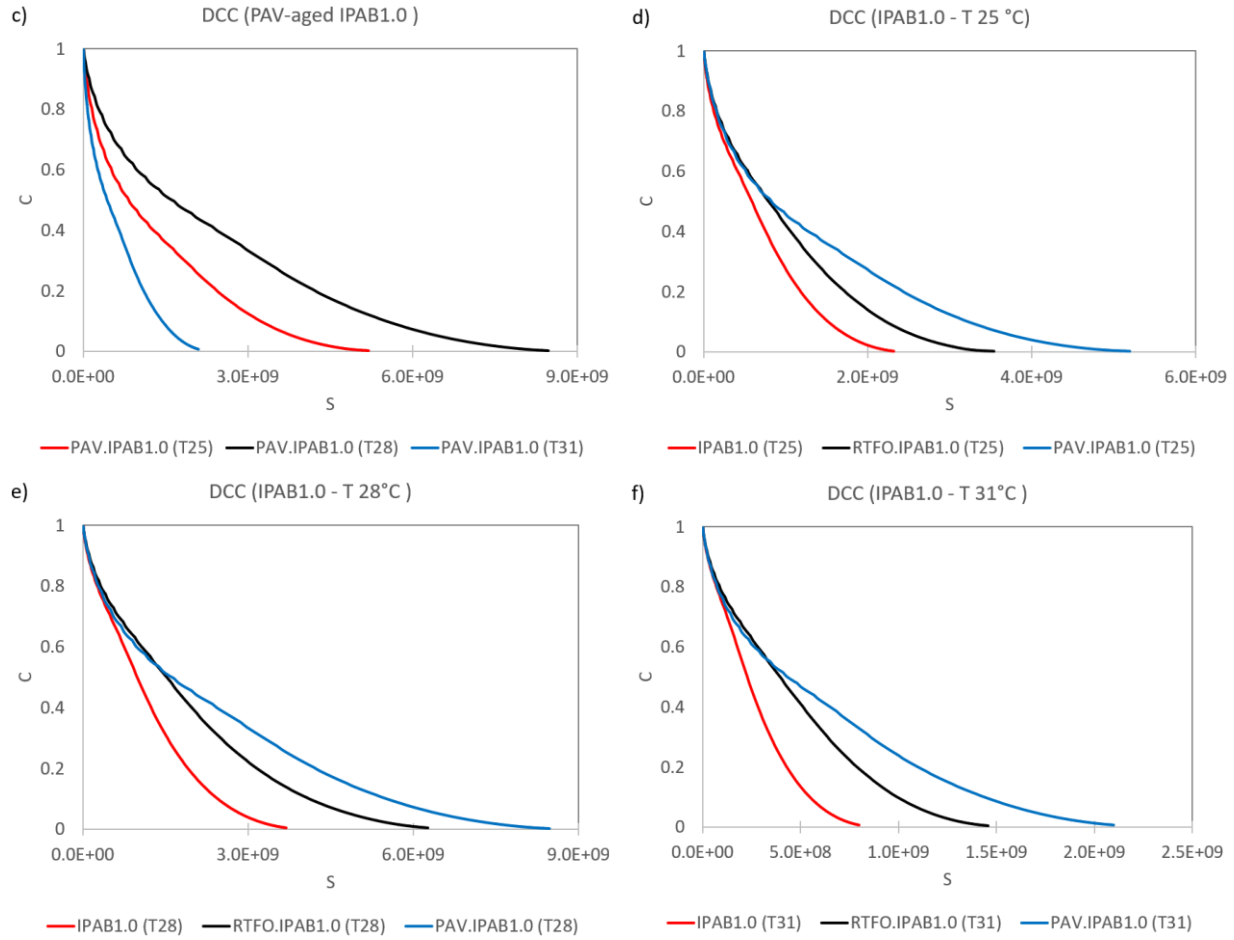 c)
DCC (PAV-aged IPAB1.0 )
1
0.8
0.6
0.4
0.2
0
C
0.0E+00 3.0E+09 6.0E+09 9.0E+09
S
PAV.IPAB1.0 (T25) PAV.IPAB1.0 (T28) PAV.IPAB1.0 (T31)
d)
DCC (IPAB1.0 - T 25 °C)
1
0.8
0.6
0.4
0.2
0
C
0.0E+00 2.0E+09 4.0E+09 6.0E+09
S
IPAB1.0 (T25) RTFO.IPAB1.0 (T25) PAV.IPAB1.0 (T25)
e)
DCC (IPAB1.0 - T 28°C )
1
0.8
0.6
0.4
0.2
0
C
0.0E+00 3.0E+09 6.0E+09 9.0E+09
S
IPAB1.0 (T28) RTFO.IPAB1.0 (T28) PAV.IPAB1.0 (T28)
f)
DCC (IPAB1.0 - T 31°C )
1
0.8
0.6
0.4
0.2
0
C
0.0E+00 5.0E+08 1.0E+09 1.5E+09 2.0E+09 2.5E+09
S
IPAB1.0 (T31) RTFO.IPAB1.0 (T31) PAV.IPAB1.0 (T31)